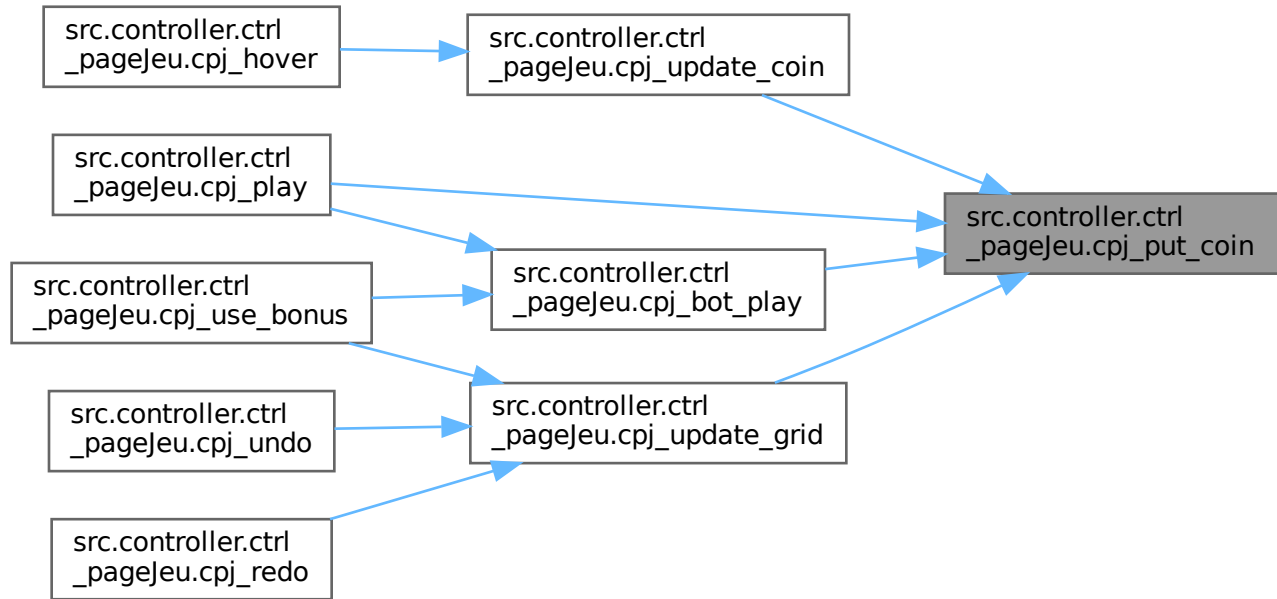 src.controller.ctrl
_pageJeu.cpj_hover
src.controller.ctrl
_pageJeu.cpj_update_coin
src.controller.ctrl
_pageJeu.cpj_play
src.controller.ctrl
_pageJeu.cpj_put_coin
src.controller.ctrl
_pageJeu.cpj_use_bonus
src.controller.ctrl
_pageJeu.cpj_bot_play
src.controller.ctrl
_pageJeu.cpj_undo
src.controller.ctrl
_pageJeu.cpj_update_grid
src.controller.ctrl
_pageJeu.cpj_redo